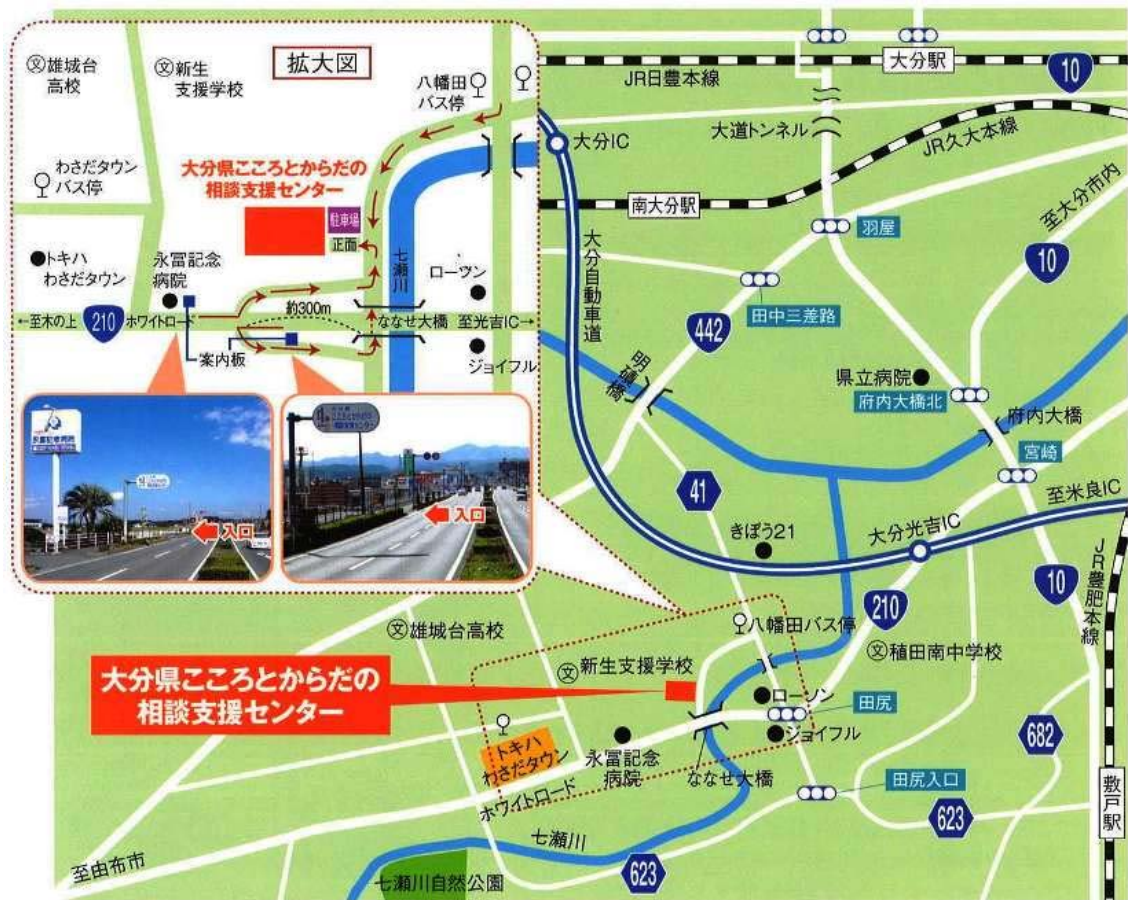 拡大図
文 雄城台
高校
文 新生
支援学校
八幡田
バス停
わさだタウン
バス停
大分県こころとからだの
相談支援センター
駐車場
正面
七瀬川
トキハ
わさだタウン
永冨記念
病院
ローソン
約300m
←至木の上
210
ホワイトロード
ななせ大橋
至光吉IC→
案内板
ジョイフル
入口
入口
大分駅
JR日豊本線
10
大道トンネル
JR久大本線
大分IC
南大分駅
羽屋
至大分市内
10
大分自動車道
田中三差路
442
明磧橋
県立病院
府内大橋北
府内大橋
宮崎
41
至米良IC
きぼう21
大分光吉IC
10
JR豊肥本線
210
文 雄城台高校
八幡田バス停
文 稙田南中学校
文 新生支援学校
大分県こころとからだの
相談支援センター
ローソン
田尻
ジョイフル
トキハ
わさだタウン
永冨記念
病院
ななせ大橋
682
ホワイトロード
田尻入口
敷戸駅
623
七瀬川
至由布市
623
七瀬川自然公園